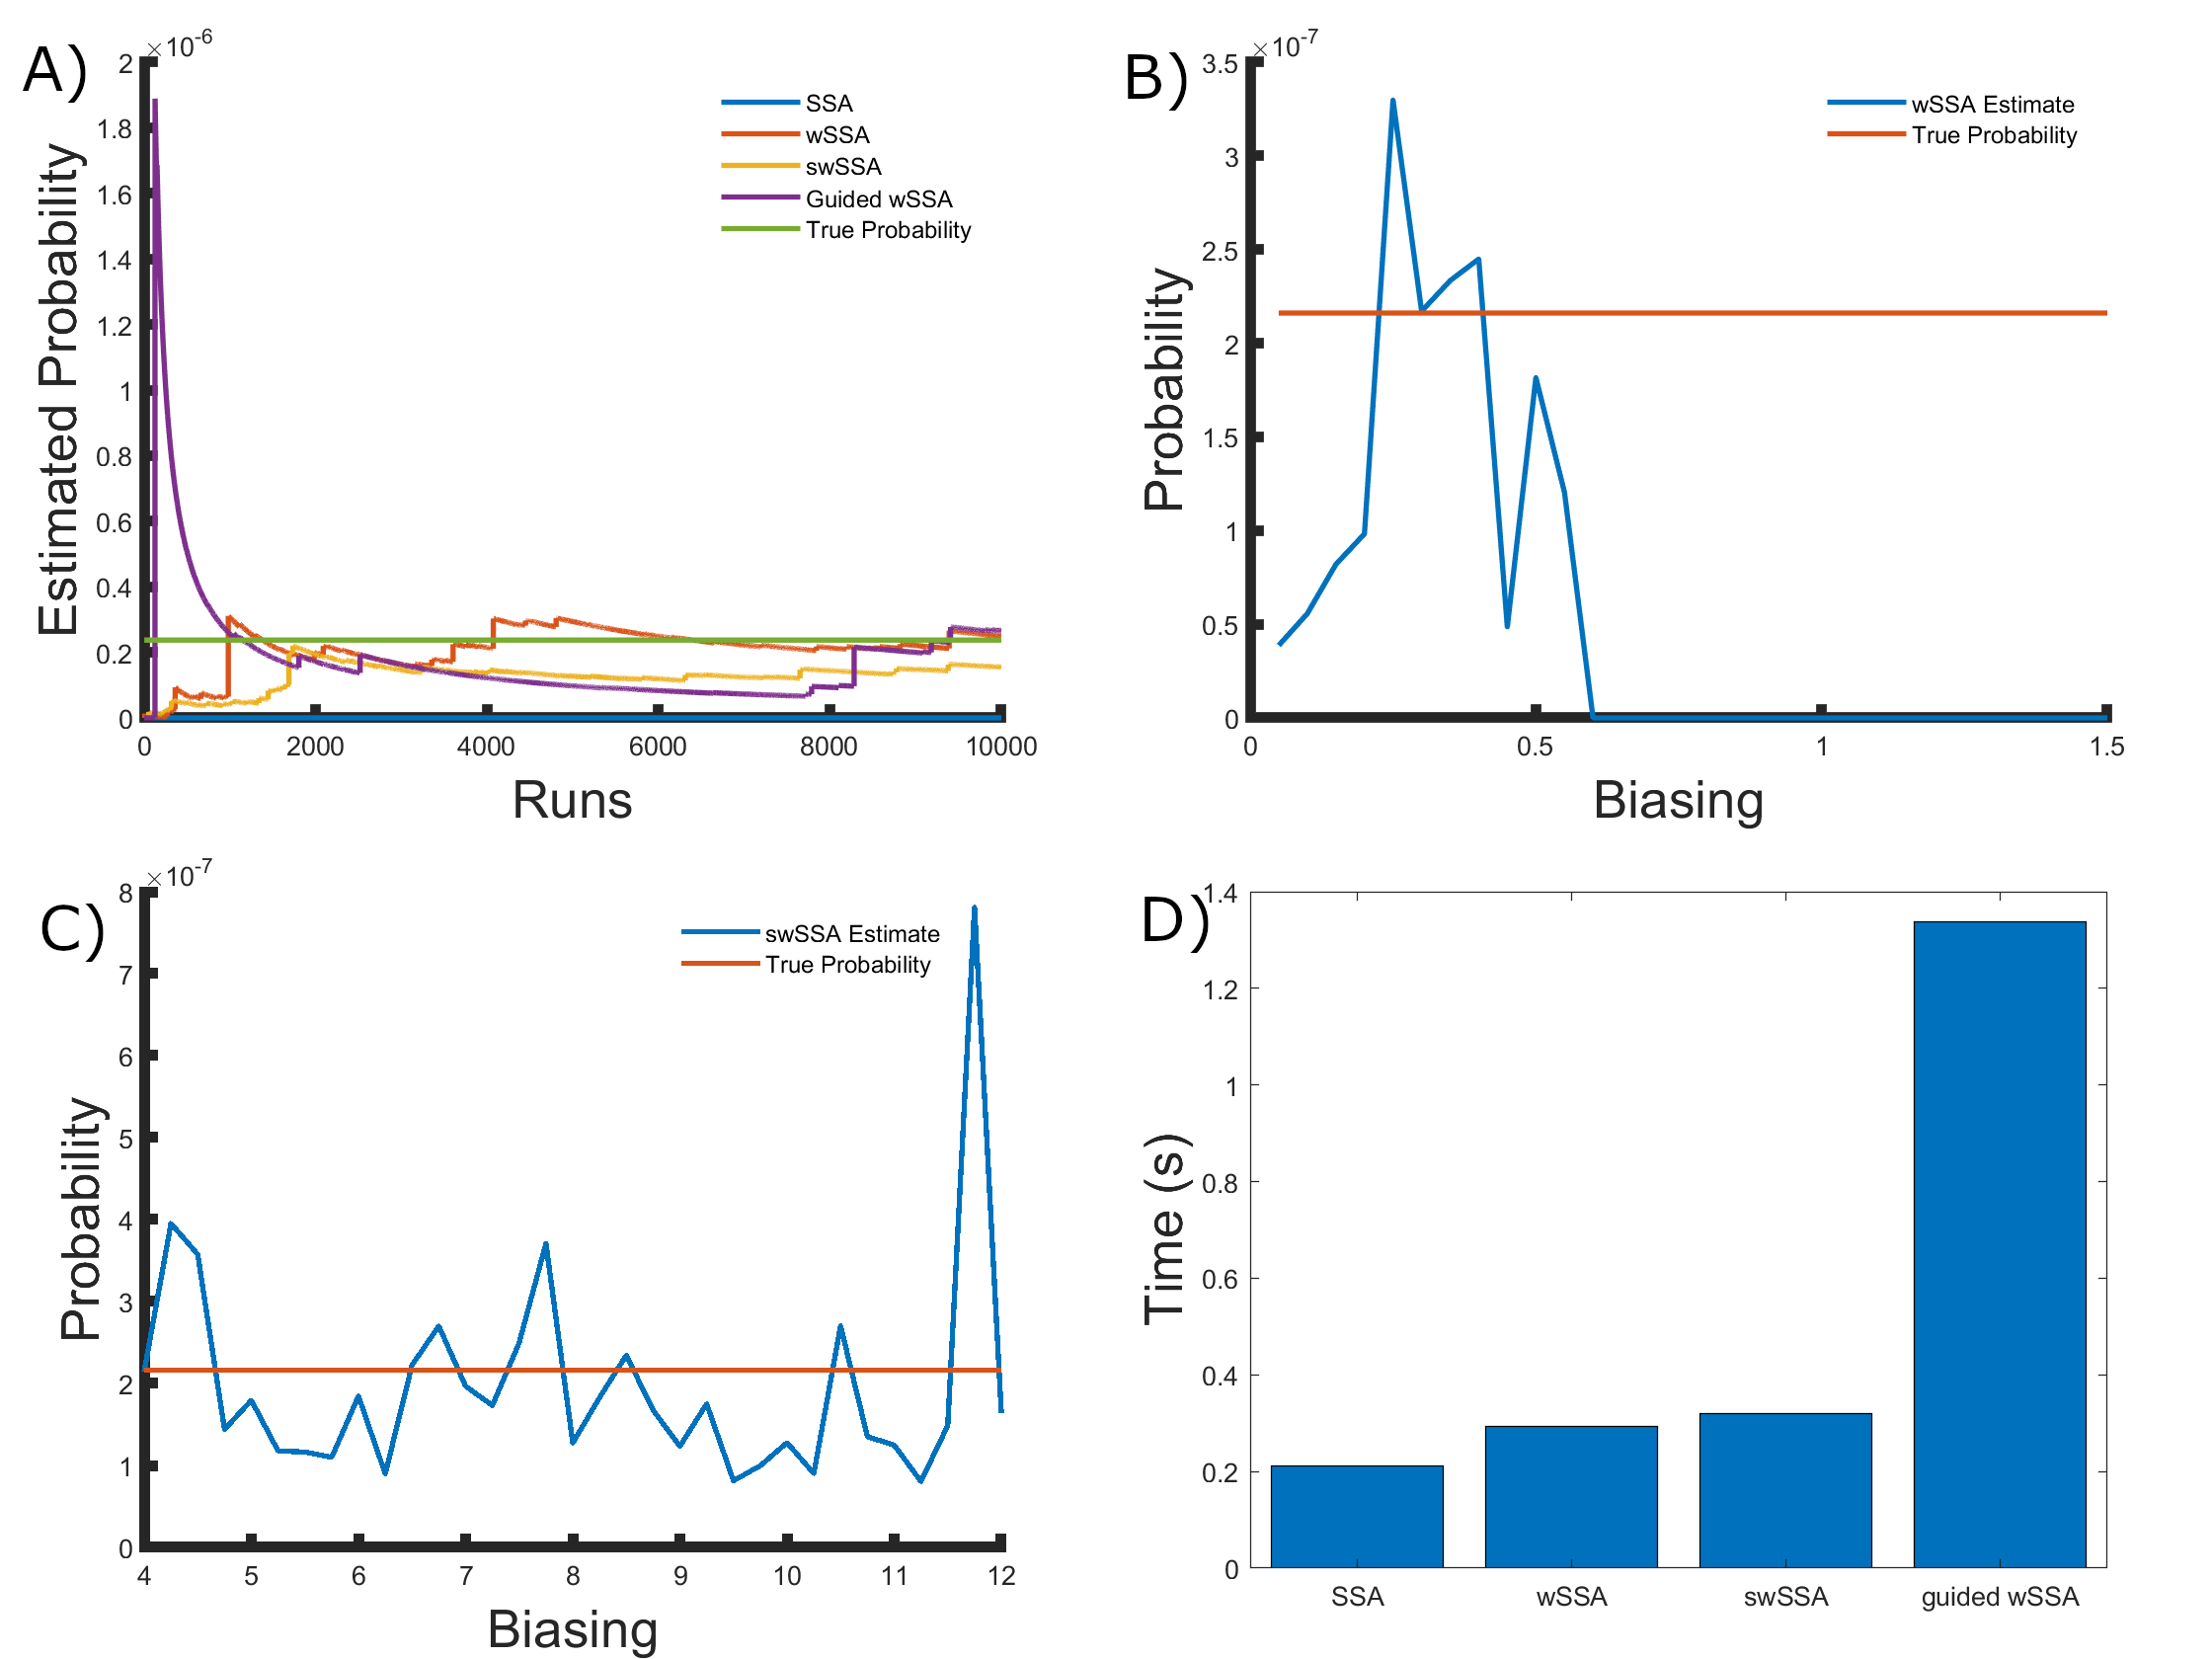 A)
×10-6
2
1.8
1.6
1.4
1.2
1
0.8
0.6
0.4
0.2
0
Estimated Probability
SSA
wSSA
swSSA
Guided wSSA
True Probability
0 2000 4000 6000 8000 10000
Runs
B)
×10-7
3.5
3
2.5
2
1.5
1
0.5
0
Probability
wSSA Estimate
True Probability
0 0.5 1 1.5
Biasing
C)
×10-7
8
7
6
5
4
3
2
1
0
Probability
swSSA Estimate
True Probability
4 5 6 7 8 9 10 11 12
Biasing
D)
1.4
1.2
1
0.8
0.6
0.4
0.2
0
Time (s)
SSA wSSA swSSA guided wSSA